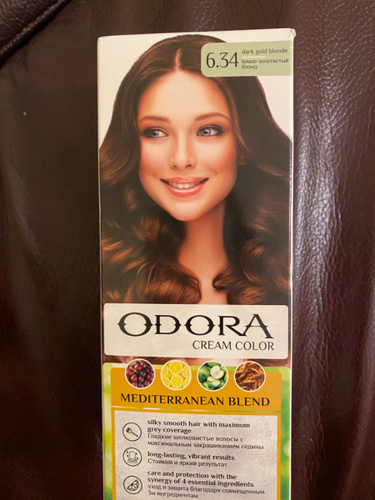 6.34
dark gold blonde
темно-золотистый
блонд
ODORA
CREAM COLOR
MEDITERRANEAN BLEND
silky smooth hair with maximum
grey coverage
Гладкие шелковистые волосы с
максимальным закрашиванием седины
long-lasting, vibrant results
Стойкий и яркий результат
care and protection with the
synergy of 4 essential ingredients
уход и защита благодаря совмещенным
5и ингредиентам